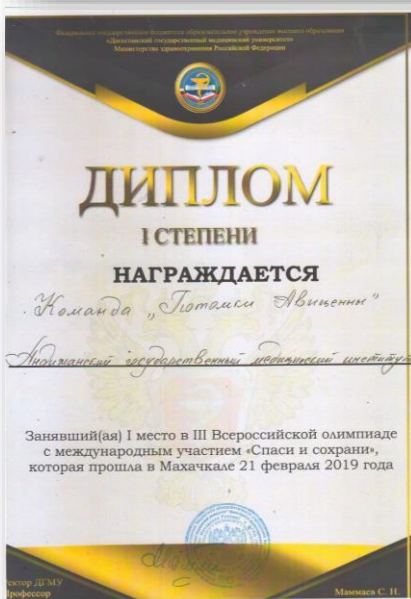 Федеральное государственное бюджетное образовательное учреждение высшего образования
«Дагестанский государственный медицинский университет»
Министерства здравоохранения Российской Федерации
ДИПЛОМ
I СТЕПЕНИ
НАГРАЖДАЕТСЯ
Команда „Потомки Авиценны"
Андижанский государственный медицинский институт
Занявший(ая) I место в III Всероссийской олимпиаде
с международным участием «Спаси и сохрани»,
которая прошла в Махачкале 21 февраля 2019 года
Ректор ДГМУ
Профессор
Маммаев С. Н.